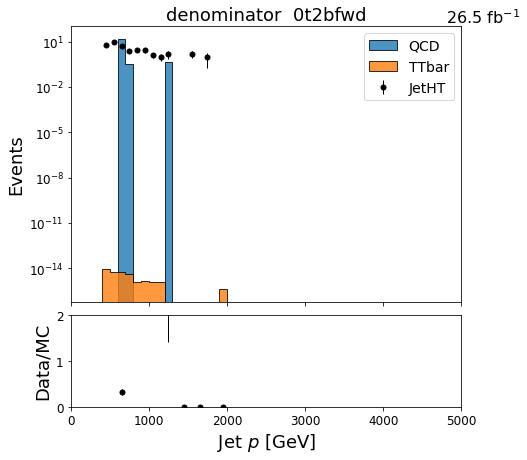 denominator 0t2bfwd
26.5 fb⁻¹
QCD
TTbar
JetHT
Events
10¹
10⁻²
10⁻⁵
10⁻⁸
10⁻¹¹
10⁻¹⁴
Data/MC
2
1
0
0 1000 2000 3000 4000 5000
Jet p [GeV]